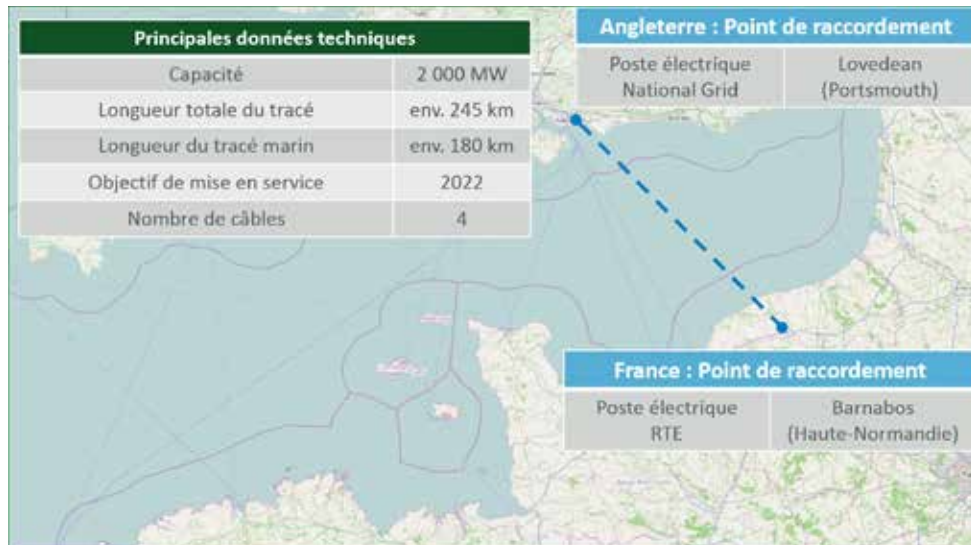 Principales données techniques
Capacité 2 000 MW
Longueur totale du tracé env. 245 km
Longueur du tracé marin env. 180 km
Objectif de mise en service 2022
Nombre de câbles 4
Angleterre : Point de raccordement
Poste électrique
National Grid
Lovedean
(Portsmouth)
France : Point de raccordement
Poste électrique
RTE
Barnabos
(Haute-Normandie)